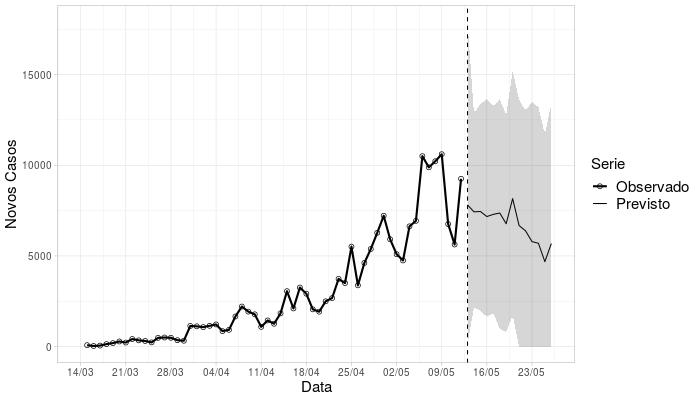 15000
10000
5000
0
Novos Casos
14/03 21/03 28/03 04/04 11/04 18/04 25/04 02/05 09/05 16/05 23/05
Data
Serie
Observado
Previsto